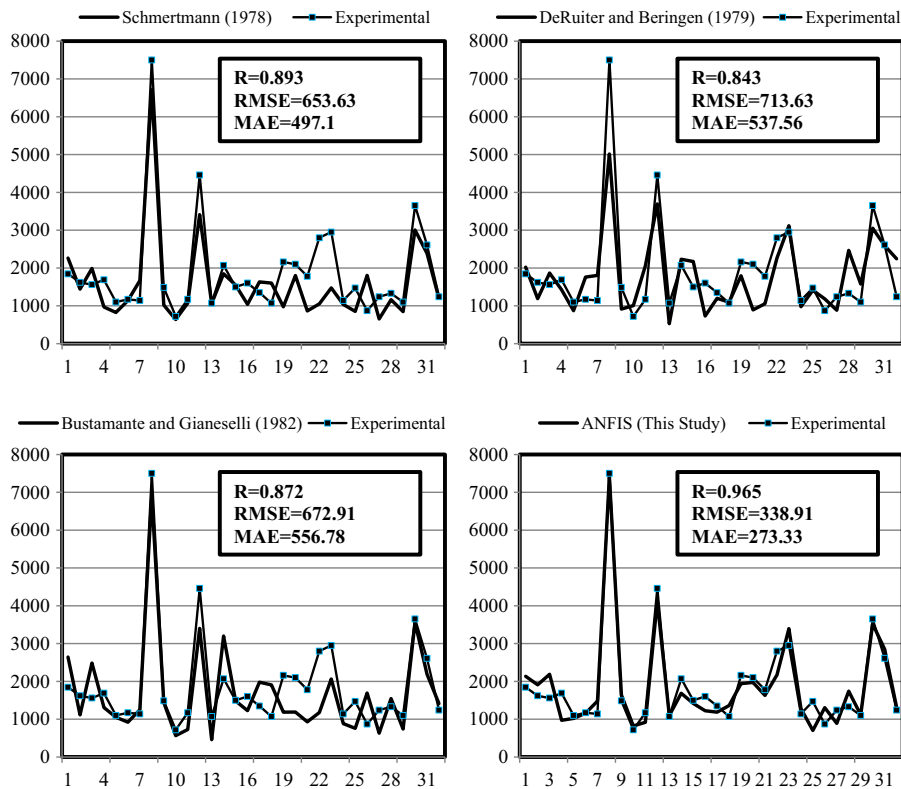 Schmertmann (1978) Experimental
8000
7000
6000
5000
4000
3000
2000
1000
0
R=0.893
RMSE=653.63
MAE=497.1
1 4 7 10 13 16 19 22 25 28 31
DeRuiter and Beringen (1979) Experimental
8000
7000
6000
5000
4000
3000
2000
1000
0
R=0.843
RMSE=713.63
MAE=537.56
1 4 7 10 13 16 19 22 25 28 31
Bustamante and Gianeselli (1982) Experimental
8000
7000
6000
5000
4000
3000
2000
1000
0
R=0.872
RMSE=672.91
MAE=556.78
1 4 7 10 13 16 19 22 25 28 31
ANFIS (This Study) Experimental
8000
7000
6000
5000
4000
3000
2000
1000
0
R=0.965
RMSE=338.91
MAE=273.33
1 3 5 7 9 11 13 15 17 19 21 23 25 27 29 31